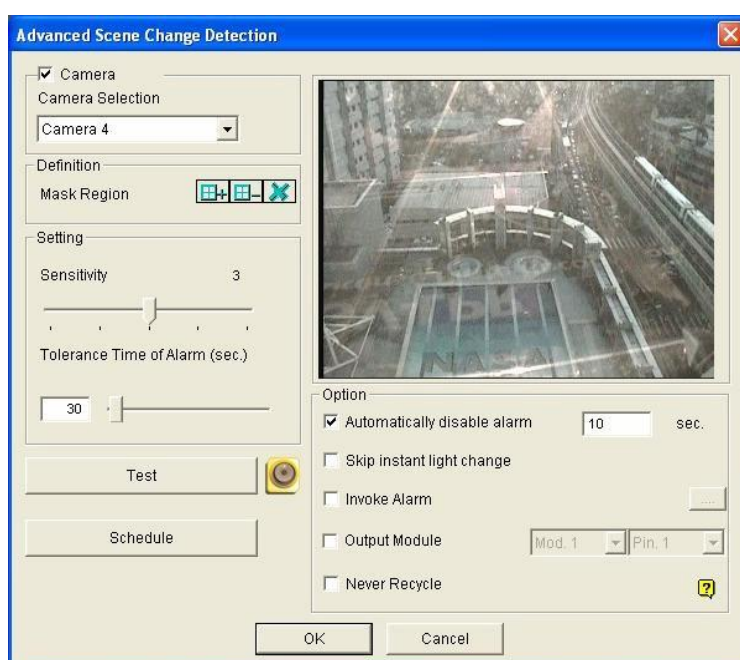 Advanced Scene Change Detection
Camera
Camera Selection
Camera 4
Definition
Mask Region
Setting
Sensitivity 3
Tolerance Time of Alarm (sec.)
30
Test
Schedule
NASA
Option
Automatically disable alarm 10 sec.
Skip instant light change
Invoke Alarm ....
Output Module Mod. 1 Pin. 1
Never Recycle ?
OK Cancel